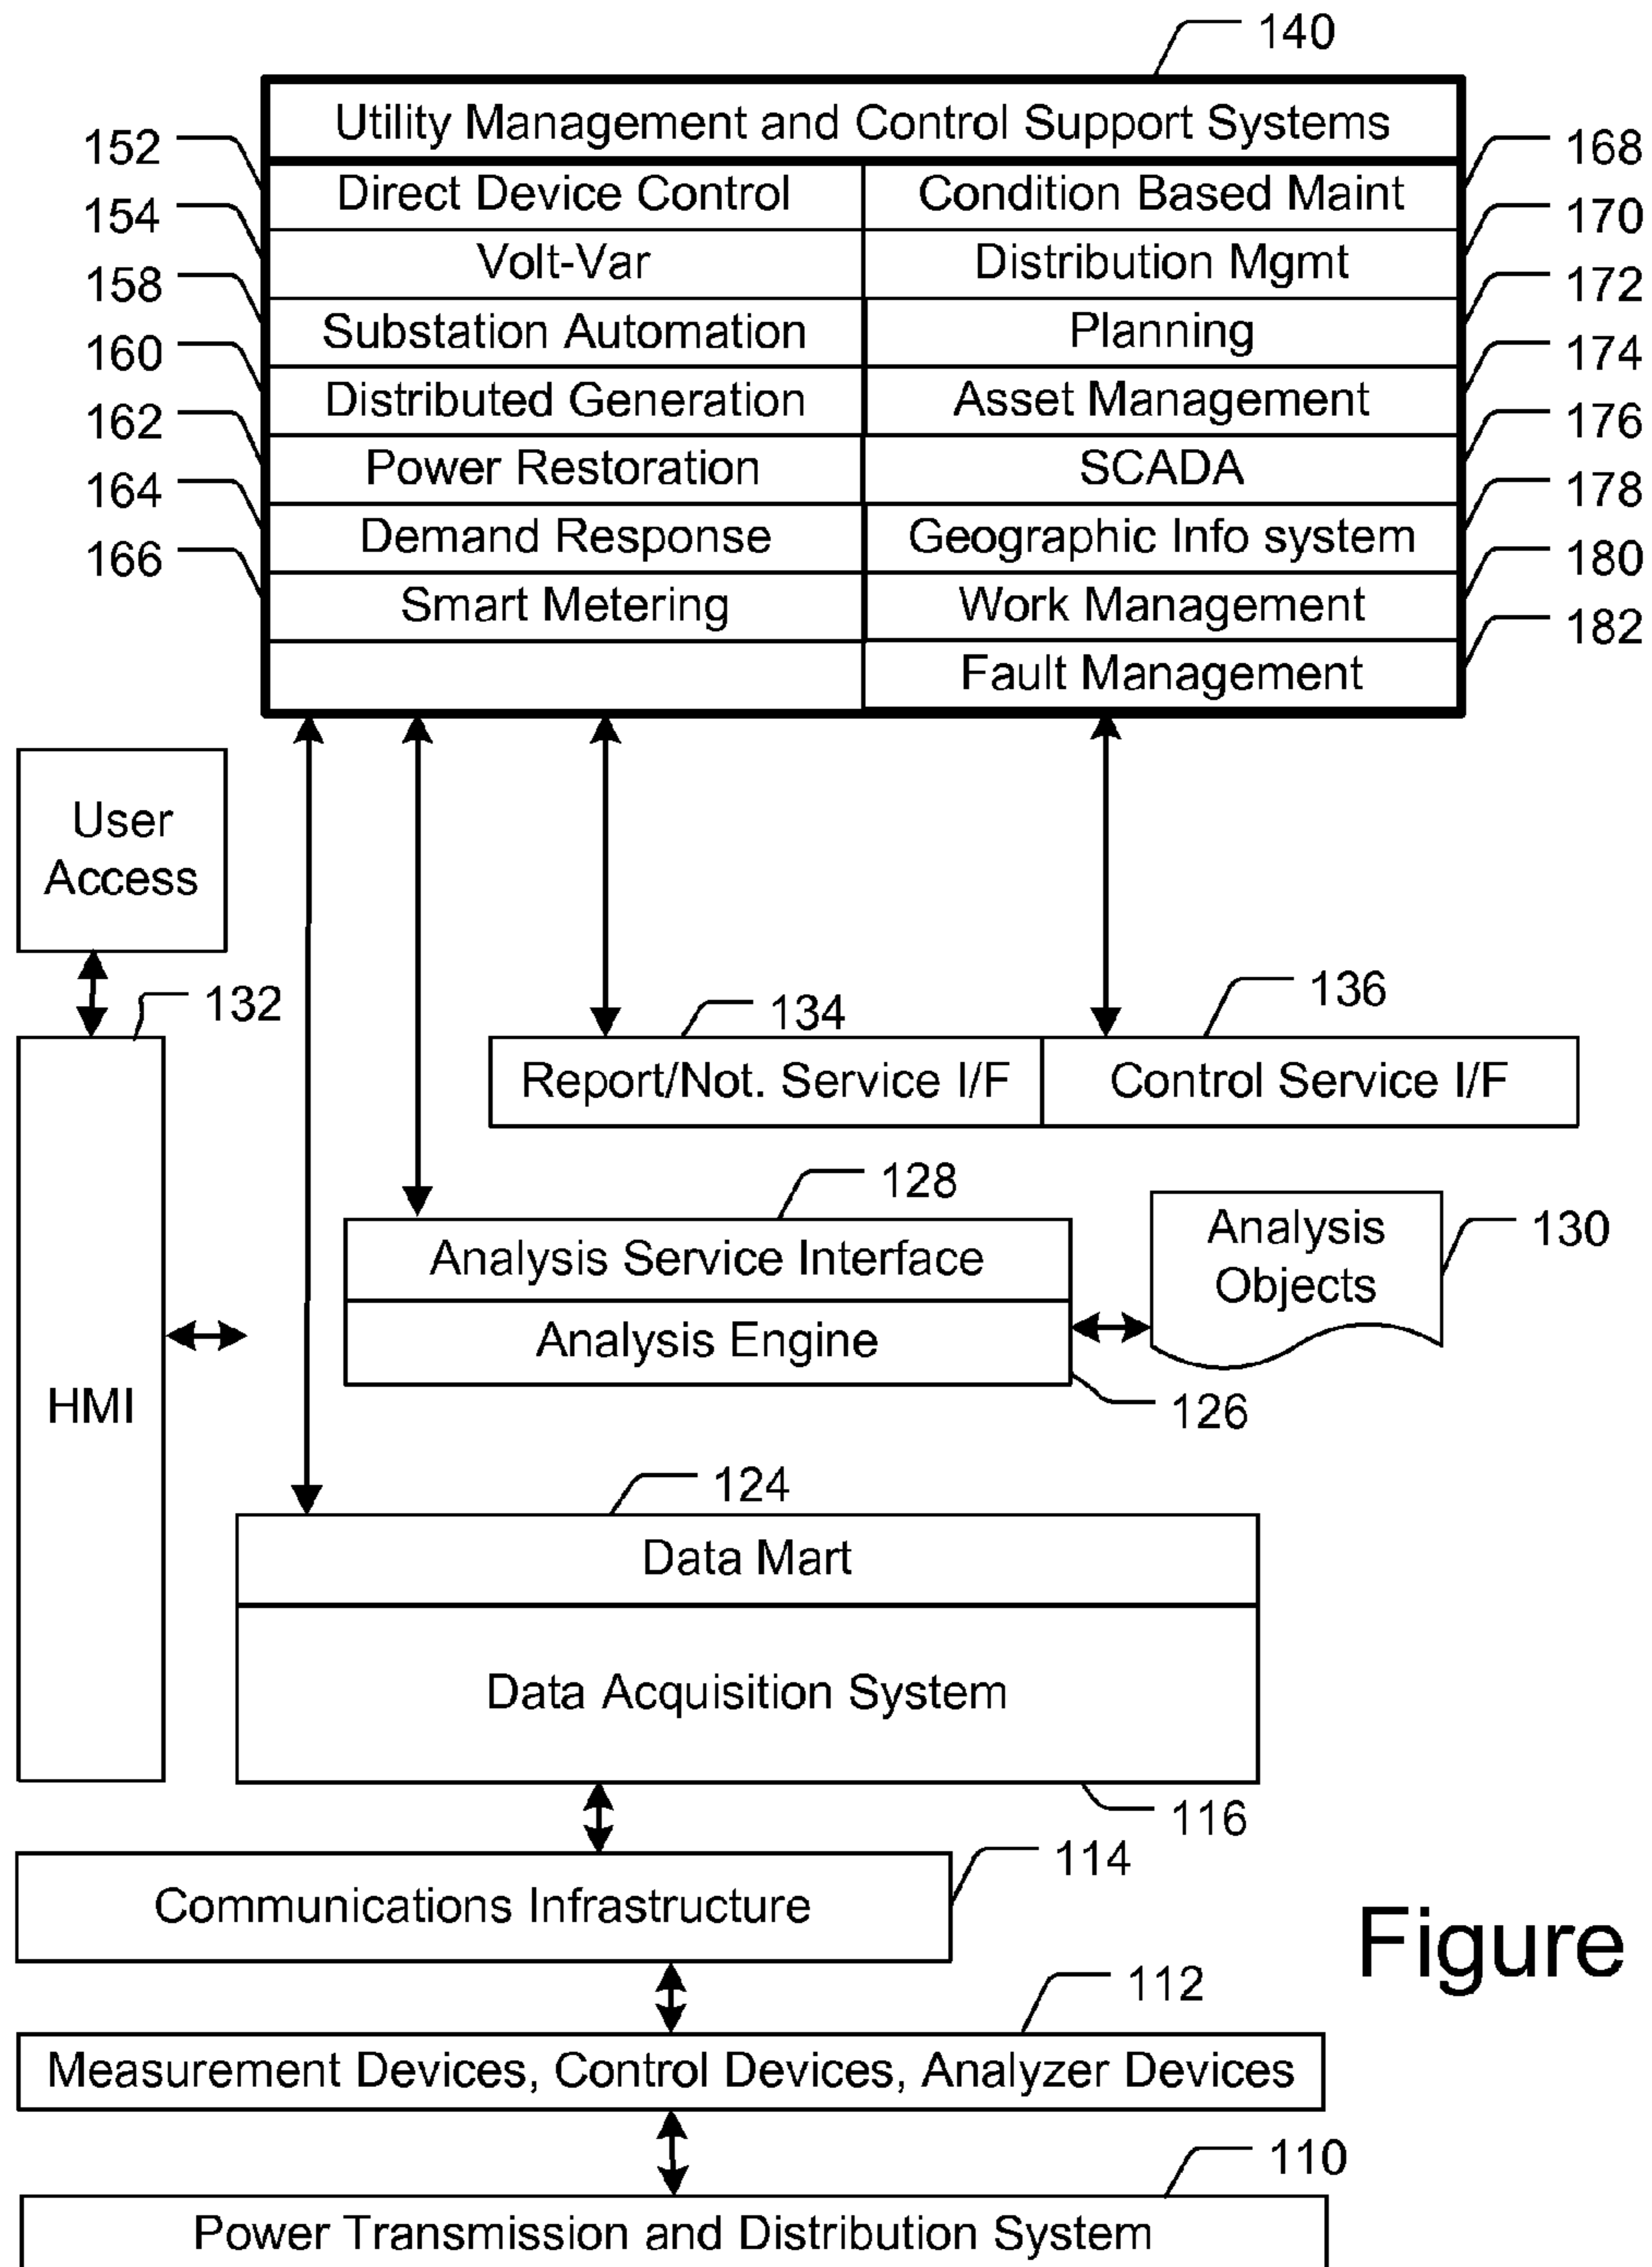 140
Utility Management and Control Support Systems
152
Direct Device Control
Condition Based Maint
168
154
Volt-Var
Distribution Mgmt
170
158
Substation Automation
Planning
172
160
Distributed Generation
Asset Management
174
162
Power Restoration
SCADA
176
164
Demand Response
Geographic Info system
178
166
Smart Metering
Work Management
180
Fault Management
182
User
Access
132
134
136
HMI
Report/Not. Service I/F
Control Service I/F
128
Analysis Service Interface
Analysis
Objects
130
Analysis Engine
126
124
Data Mart
Data Acquisition System
116
114
Communications Infrastructure
Figure
112
Measurement Devices, Control Devices, Analyzer Devices
110
Power Transmission and Distribution System